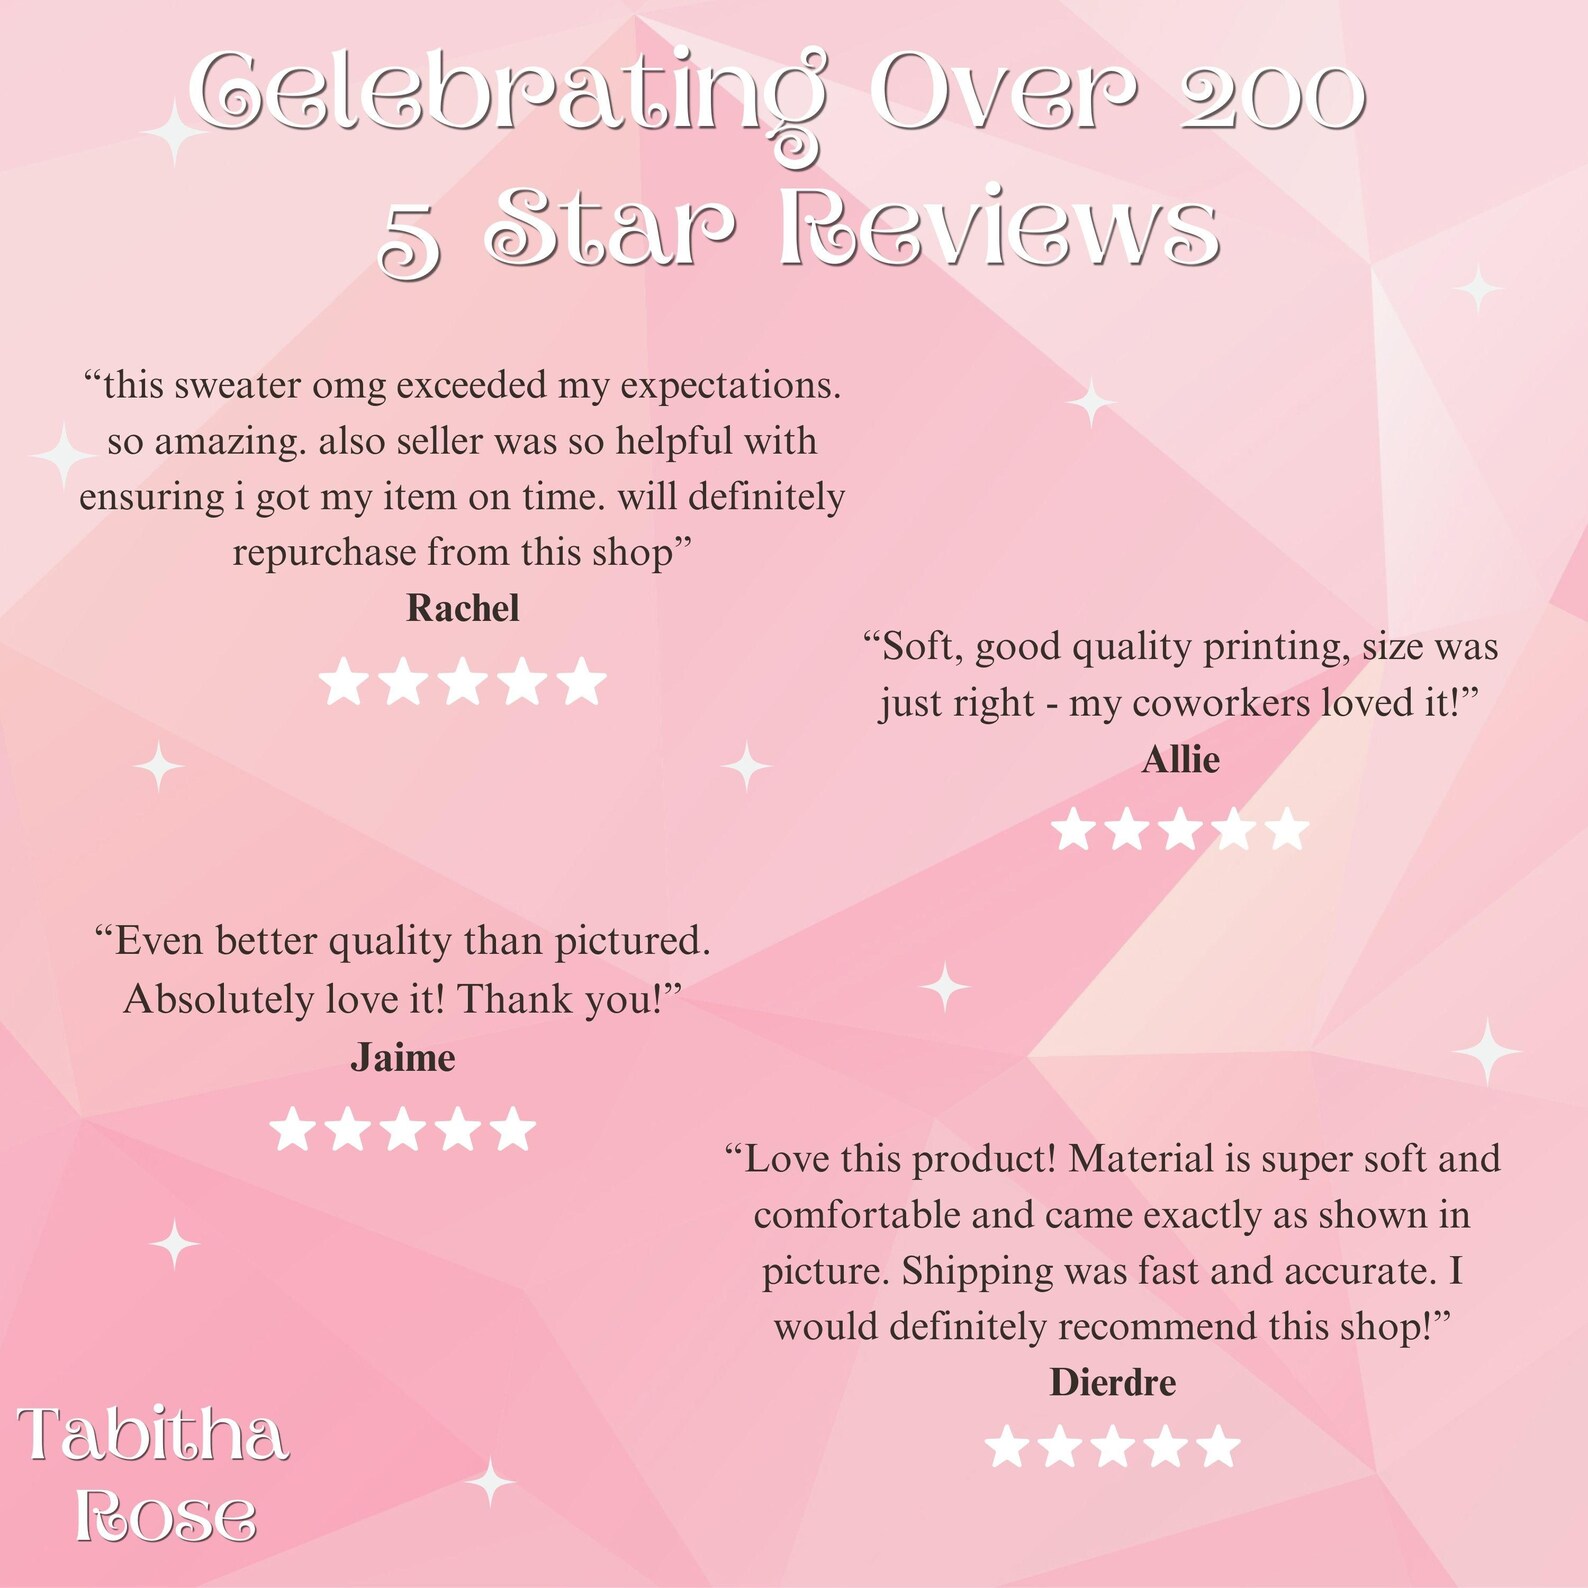 Celebrating Over 200
5 Star Reviews
“this sweater omg exceeded my expectations.
so amazing. also seller was so helpful with
ensuring i got my item on time. will definitely
repurchase from this shop”
Rachel
“Soft, good quality printing, size was
just right - my coworkers loved it!”
Allie
“Even better quality than pictured.
Absolutely love it! Thank you!”
Jaime
“Love this product! Material is super soft and
comfortable and came exactly as shown in
picture. Shipping was fast and accurate. I
would definitely recommend this shop!”
Dierdre
Tabitha
Rose